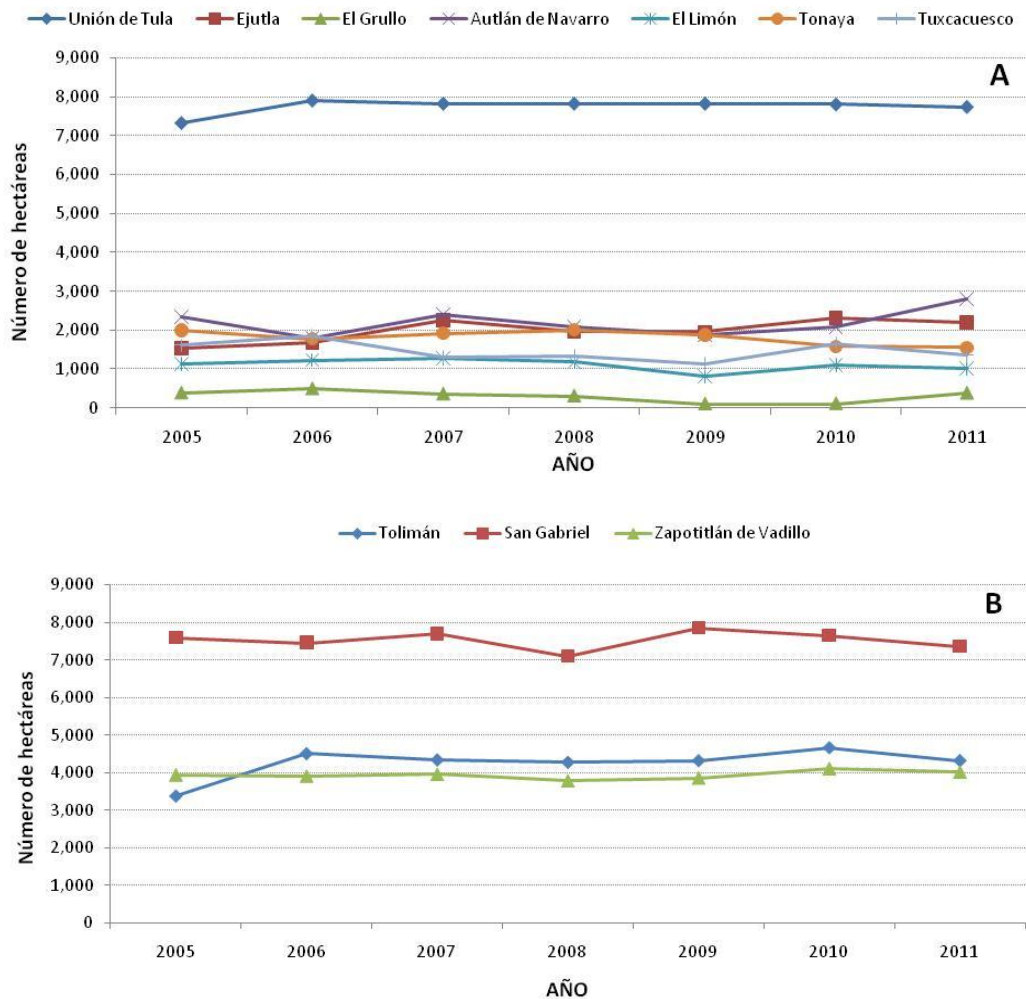 Unión de Tula Ejutla El Grullo Autlán de Navarro El Limón Tonaya Tuxcacuesco
A
Número de hectáreas
9,000
8,000
7,000
6,000
5,000
4,000
3,000
2,000
1,000
0
2005 2006 2007 2008 2009 2010 2011
AÑO
Tolimán San Gabriel Zapotitlán de Vadillo
B
Número de hectáreas
9,000
8,000
7,000
6,000
5,000
4,000
3,000
2,000
1,000
0
2005 2006 2007 2008 2009 2010 2011
AÑO